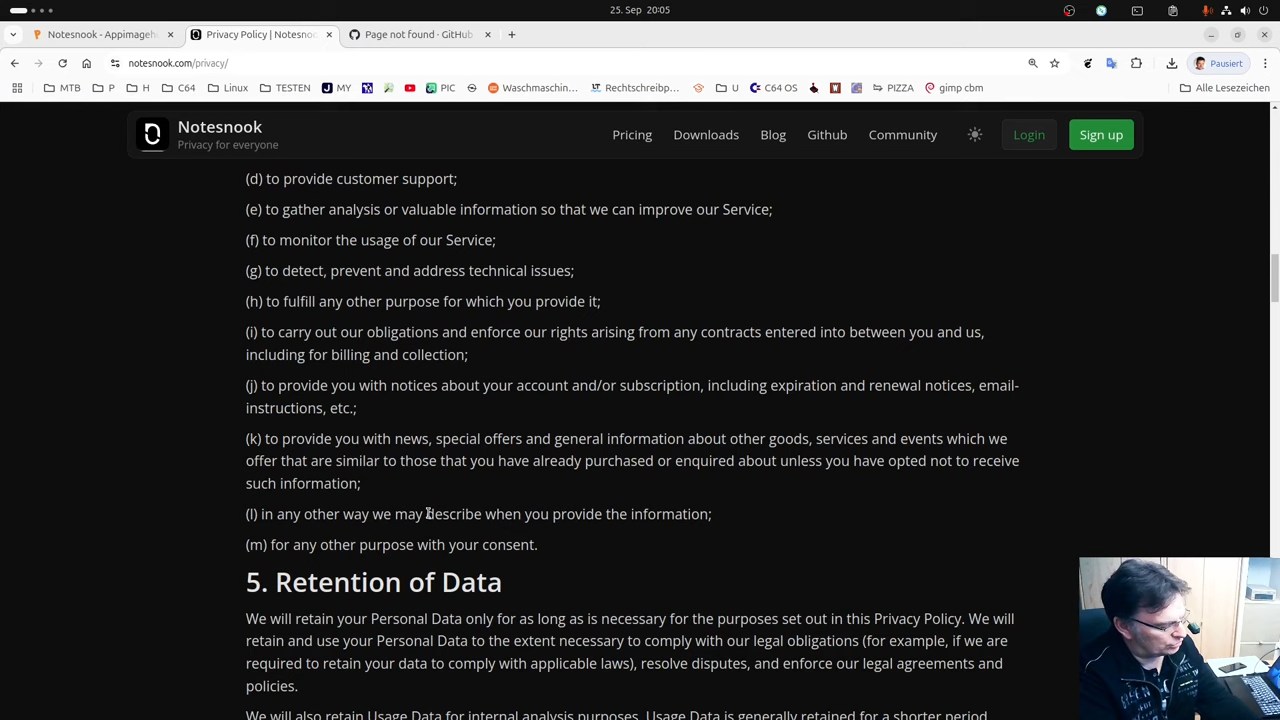 25. Sep 20:05
Notesnook - Appimageh
Privacy Policy | Notesno
Page not found · GitHub
notesnook.com/privacy/
Pausiert
MTB
P
H
C64
Linux
TESTEN
MY
PIC
Waschmaschin...
Rechtschreibpr...
U
C64 OS
PIZZA
gimp cbm
Alle Lesezeichen
Notesnook
Privacy for everyone
Pricing
Downloads
Blog
Github
Community
Login
Sign up
(d) to provide customer support;
(e) to gather analysis or valuable information so that we can improve our Service;
(f) to monitor the usage of our Service;
(g) to detect, prevent and address technical issues;
(h) to fulfill any other purpose for which you provide it;
(i) to carry out our obligations and enforce our rights arising from any contracts entered into between you and us,
including for billing and collection;
(j) to provide you with notices about your account and/or subscription, including expiration and renewal notices, email-
instructions, etc.;
(k) to provide you with news, special offers and general information about other goods, services and events which we
offer that are similar to those that you have already purchased or enquired about unless you have opted not to receive
such information;
(l) in any other way we may describe when you provide the information;
(m) for any other purpose with your consent.
5. Retention of Data
We will retain your Personal Data only for as long as is necessary for the purposes set out in this Privacy Policy. We will
retain and use your Personal Data to the extent necessary to comply with our legal obligations (for example, if we are
required to retain your data to comply with applicable laws), resolve disputes, and enforce our legal agreements and
policies.
We will also retain Usage Data for internal analysis purposes. Usage Data is generally retained for a shorter period